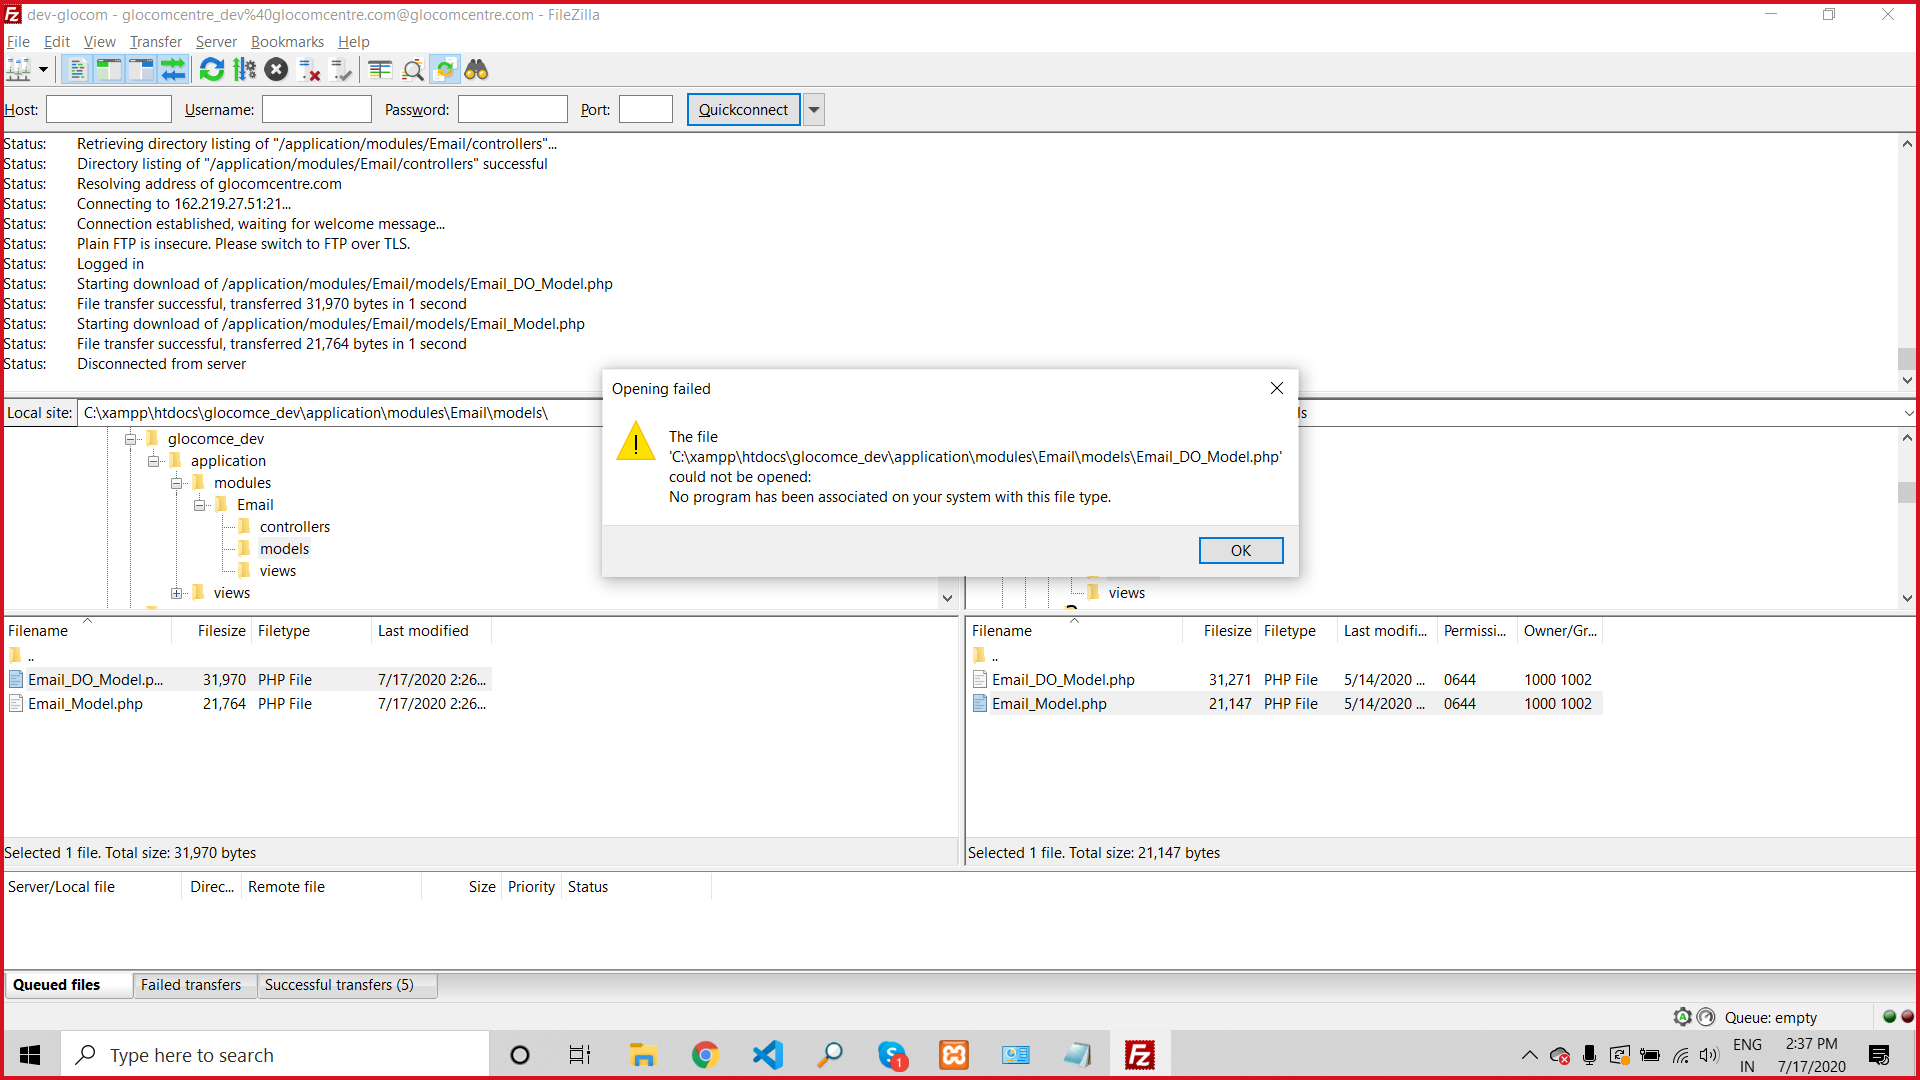 dev-glocom - glocomcentre_dev%40glocomcentre.com@glocomcentre.com - FileZilla
File Edit View Transfer Server Bookmarks Help
Host: Username: Password: Port: Quickconnect
Status: Retrieving directory listing of "/application/modules/Email/controllers"...
Status: Directory listing of "/application/modules/Email/controllers" successful
Status: Resolving address of glocomcentre.com
Status: Connecting to 162.219.27.51:21...
Status: Connection established, waiting for welcome message...
Status: Plain FTP is insecure. Please switch to FTP over TLS.
Status: Logged in
Status: Starting download of /application/modules/Email/models/Email_DO_Model.php
Status: File transfer successful, transferred 31,970 bytes in 1 second
Status: Starting download of /application/modules/Email/models/Email_Model.php
Status: File transfer successful, transferred 21,764 bytes in 1 second
Status: Disconnected from server
Opening failed
The file
'C:\xampp\htdocs\glocomce_dev\application\modules\Email\models\Email_DO_Model.php'
could not be opened:
No program has been associated on your system with this file type.
OK
Local site: C:\xampp\htdocs\glocomce_dev\application\modules\Email\models\
ls
glocomce_dev
application
modules
Email
controllers
models
views
views
views
Filename Filesize Filetype Last modified
..
Email_DO_Model.p... 31,970 PHP File 7/17/2020 2:26...
Email_Model.php 21,764 PHP File 7/17/2020 2:26...
Selected 1 file. Total size: 31,970 bytes
Filename Filesize Filetype Last modifi... Permissi... Owner/Gr...
..
Email_DO_Model.php 31,271 PHP File 5/14/2020 ... 0644 1000 1002
Email_Model.php 21,147 PHP File 5/14/2020 ... 0644 1000 1002
Selected 1 file. Total size: 21,147 bytes
Server/Local file Direc... Remote file Size Priority Status
Queued files Failed transfers Successful transfers (5)
Queue: empty
Type here to search
1
ENG
IN
2:37 PM
7/17/2020